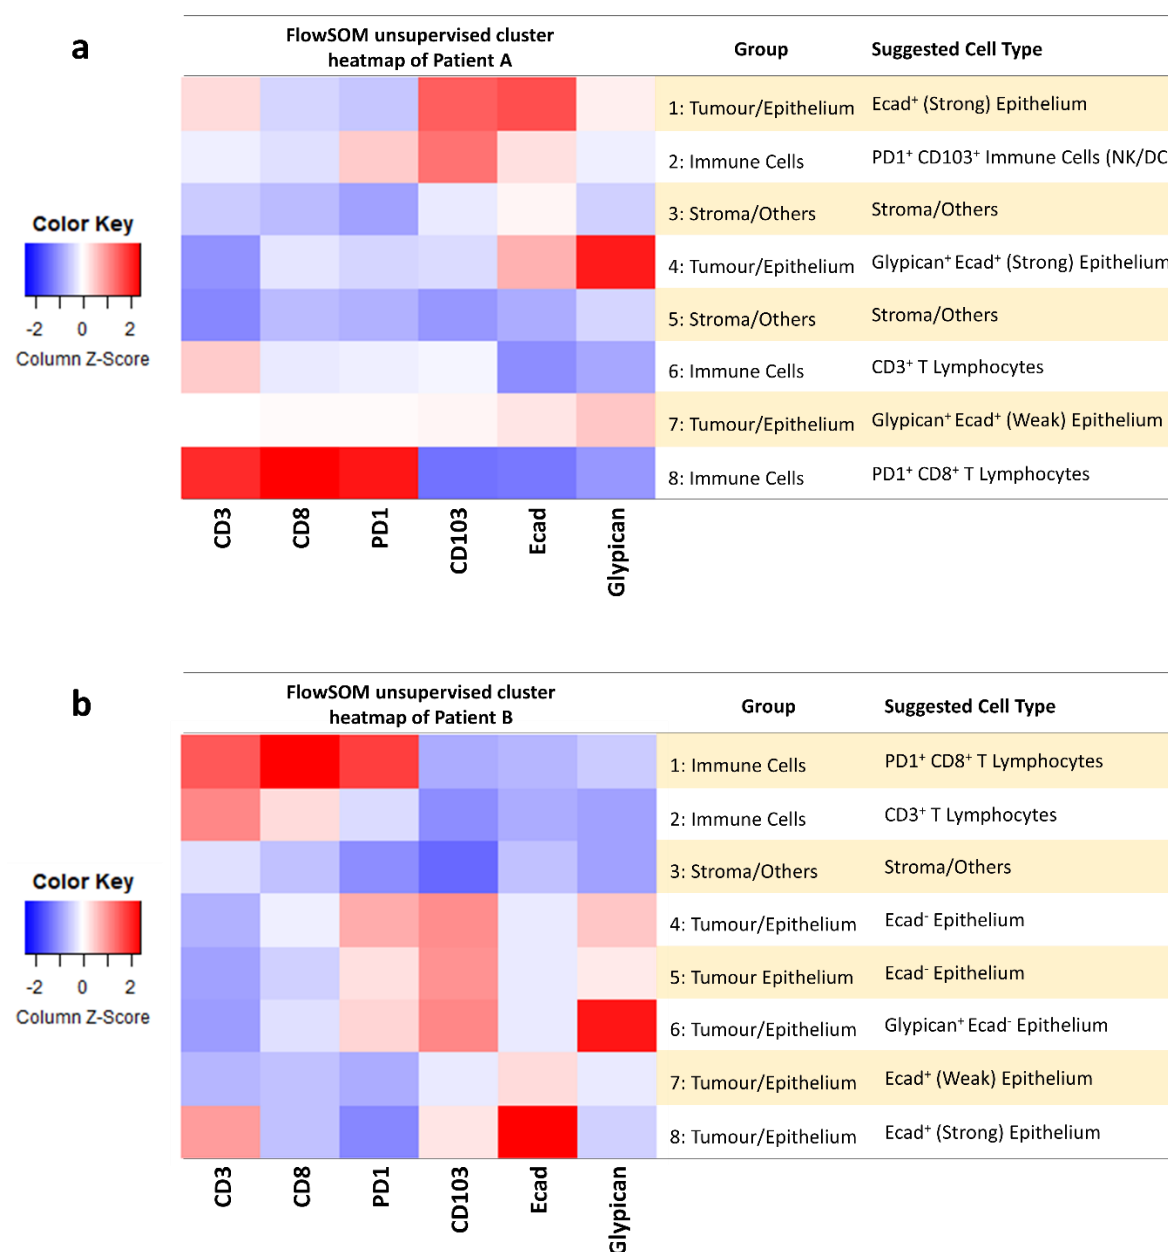 a
FlowSOM unsupervised cluster
heatmap of Patient A
Group
Suggested Cell Type
1: Tumour/Epithelium
Ecad⁺ (Strong) Epithelium
2: Immune Cells
PD1⁺ CD103⁺ Immune Cells (NK/DC
3: Stroma/Others
Stroma/Others
4: Tumour/Epithelium
Glypican⁺ Ecad⁺ (Strong) Epithelium
5: Stroma/Others
Stroma/Others
6: Immune Cells
CD3⁺ T Lymphocytes
7: Tumour/Epithelium
Glypican⁺ Ecad⁺ (Weak) Epithelium
8: Immune Cells
PD1⁺ CD8⁺ T Lymphocytes
Color Key
-2 0 2
Column Z-Score
CD3
CD8
PD1
CD103
Ecad
Glypican
b
FlowSOM unsupervised cluster
heatmap of Patient B
Group
Suggested Cell Type
1: Immune Cells
PD1⁺ CD8⁺ T Lymphocytes
2: Immune Cells
CD3⁺ T Lymphocytes
3: Stroma/Others
Stroma/Others
4: Tumour/Epithelium
Ecad⁻ Epithelium
5: Tumour Epithelium
Ecad⁻ Epithelium
6: Tumour/Epithelium
Glypican⁺ Ecad⁻ Epithelium
7: Tumour/Epithelium
Ecad⁺ (Weak) Epithelium
8: Tumour/Epithelium
Ecad⁺ (Strong) Epithelium
Color Key
-2 0 2
Column Z-Score
CD3
CD8
PD1
CD103
Ecad
Glypican